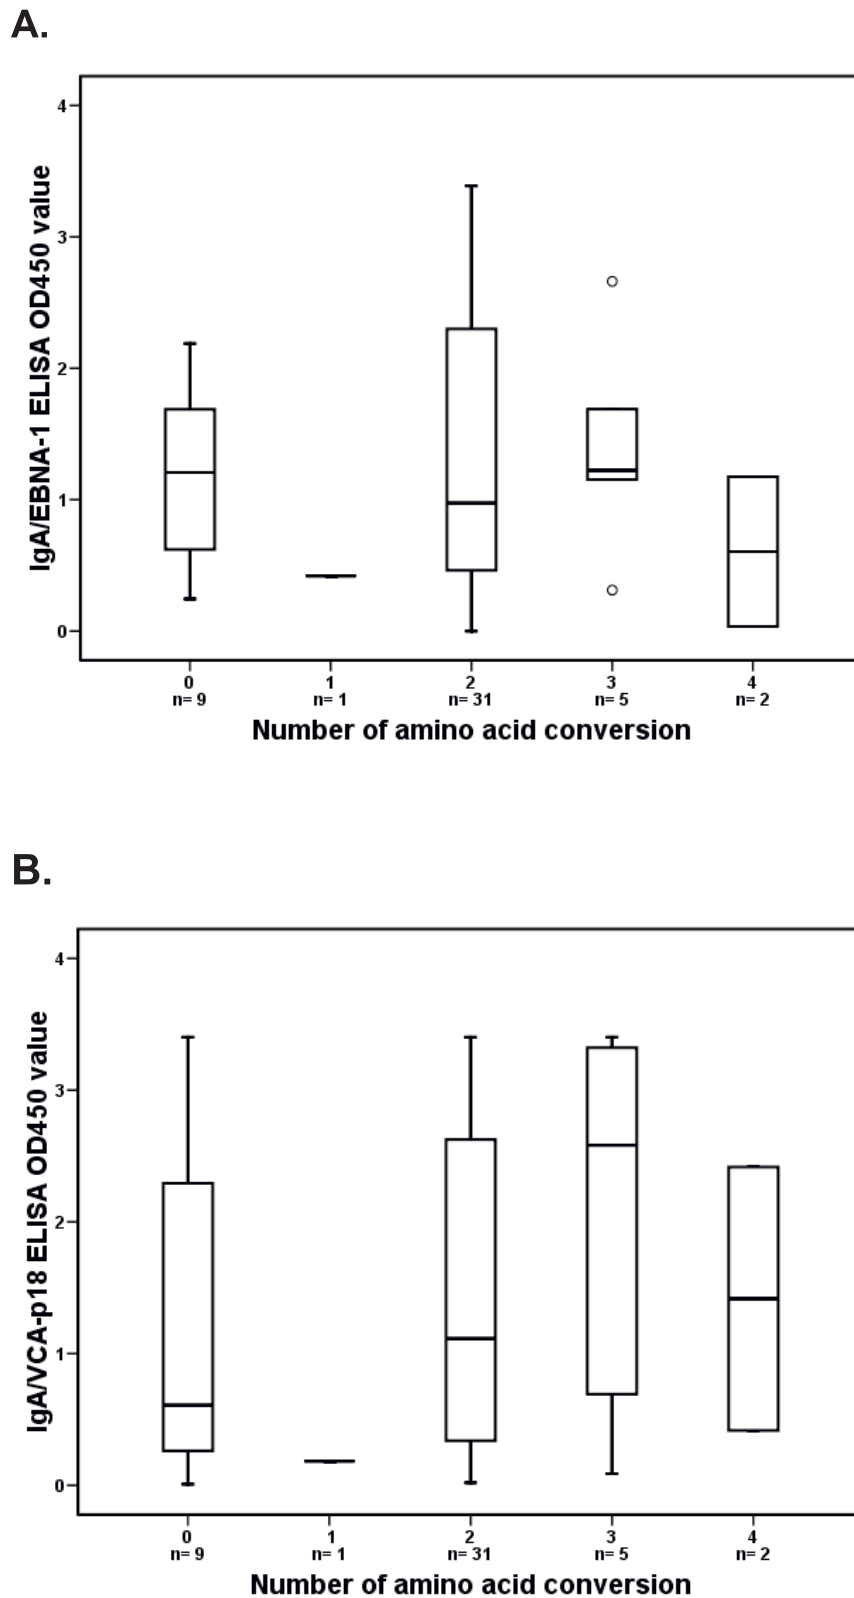 A.
IgA/EBNA-1 ELISA OD450 value
4
3
2
1
0
0 1 2 3 4
n= 9 n= 1 n= 31 n= 5 n= 2
Number of amino acid conversion
B.
IgA/VCA-p18 ELISA OD450 value
4
3
2
1
0
0 1 2 3 4
n= 9 n= 1 n= 31 n= 5 n= 2
Number of amino acid conversion